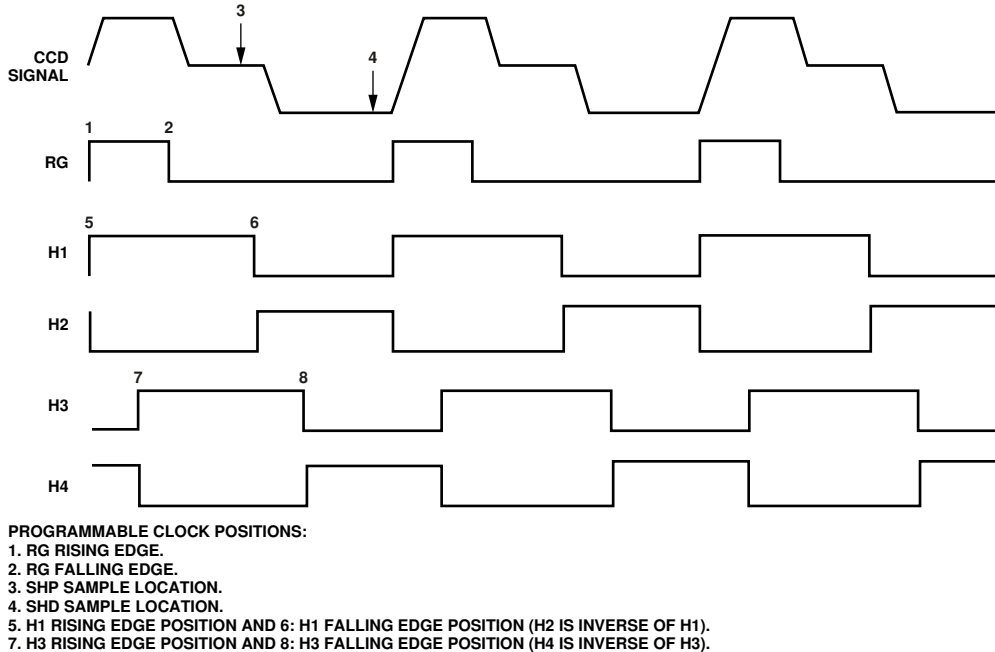 3
4
CCD
SIGNAL
1 2
RG
5 6
H1
H2
7 8
H3
H4
PROGRAMMABLE CLOCK POSITIONS:
1. RG RISING EDGE.
2. RG FALLING EDGE.
3. SHP SAMPLE LOCATION.
4. SHD SAMPLE LOCATION.
5. H1 RISING EDGE POSITION AND 6: H1 FALLING EDGE POSITION (H2 IS INVERSE OF H1).
7. H3 RISING EDGE POSITION AND 8: H3 FALLING EDGE POSITION (H4 IS INVERSE OF H3).